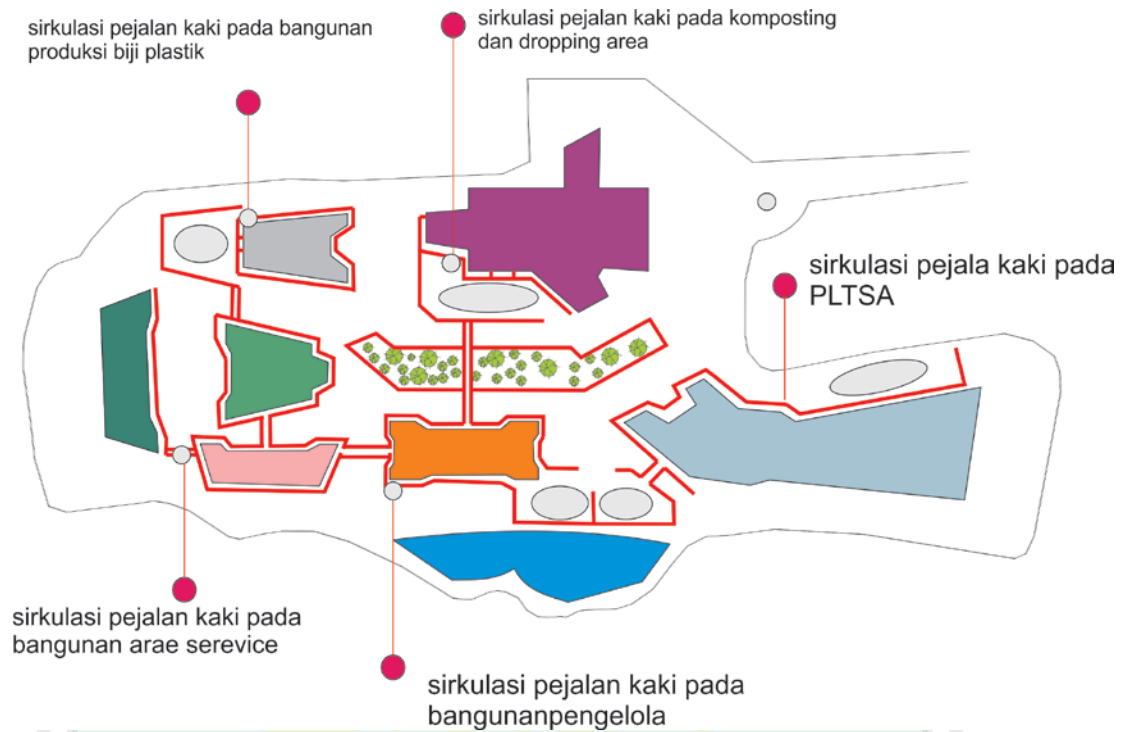 sirkulasi pejalan kaki pada bangunan
produksi biji plastik
sirkulasi pejalan kaki pada komposting
dan dropping area
sirkulasi pejala kaki pada
PLTSA
sirkulasi pejalan kaki pada
bangunan arae serevice
sirkulasi pejalan kaki pada
bangunanpengelola